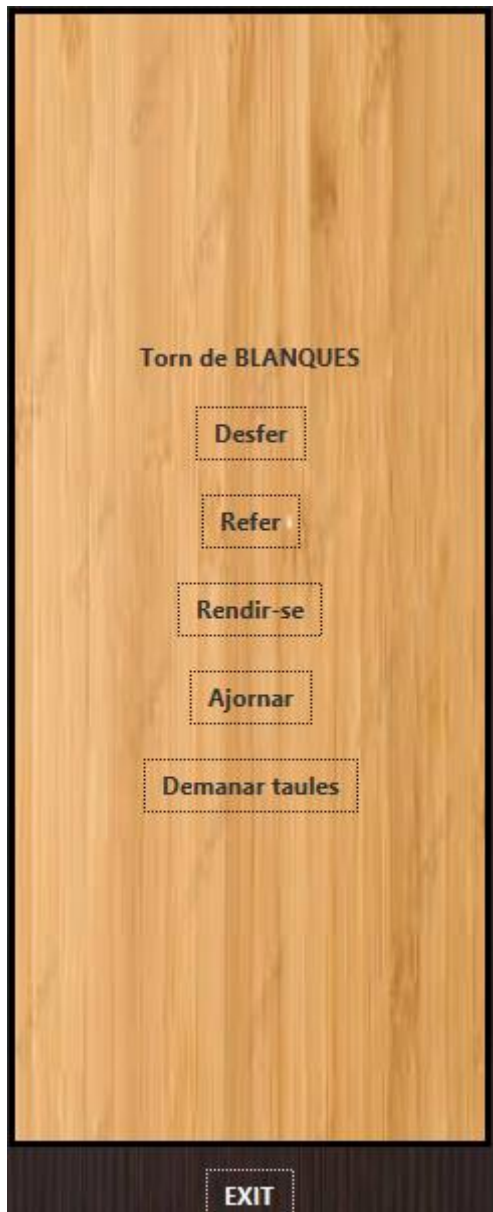 Torn de BLANQUES
Desfer
Refer
Rendir-se
Ajornar
Demanar taules
EXIT